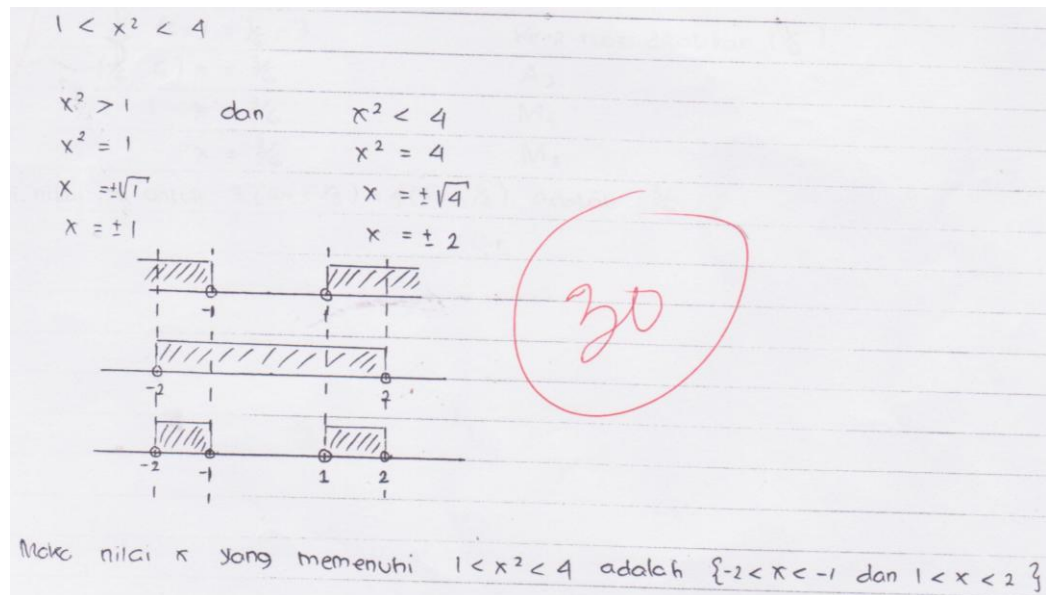 1 < x² < 4
x² > 1 dan x² < 4
x² = 1 x² = 4
x = ±√1 x = ±√4
x = ±1 x = ± 2
30
-1 1
-2 2
-2 -1 1 2
Maka nilai x yang memenuhi 1 < x² < 4 adalah {-2 < x < -1 dan 1 < x < 2 }